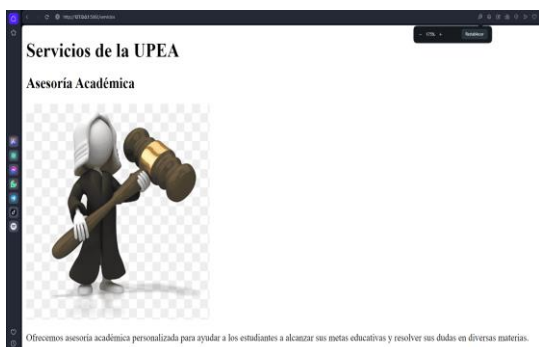 Servicios de la UPEA
Asesoría Académica
Ofrecemos asesoría académica personalizada para ayudar a los estudiantes a alcanzar sus metas educativas y resolver sus dudas en diversas materias.